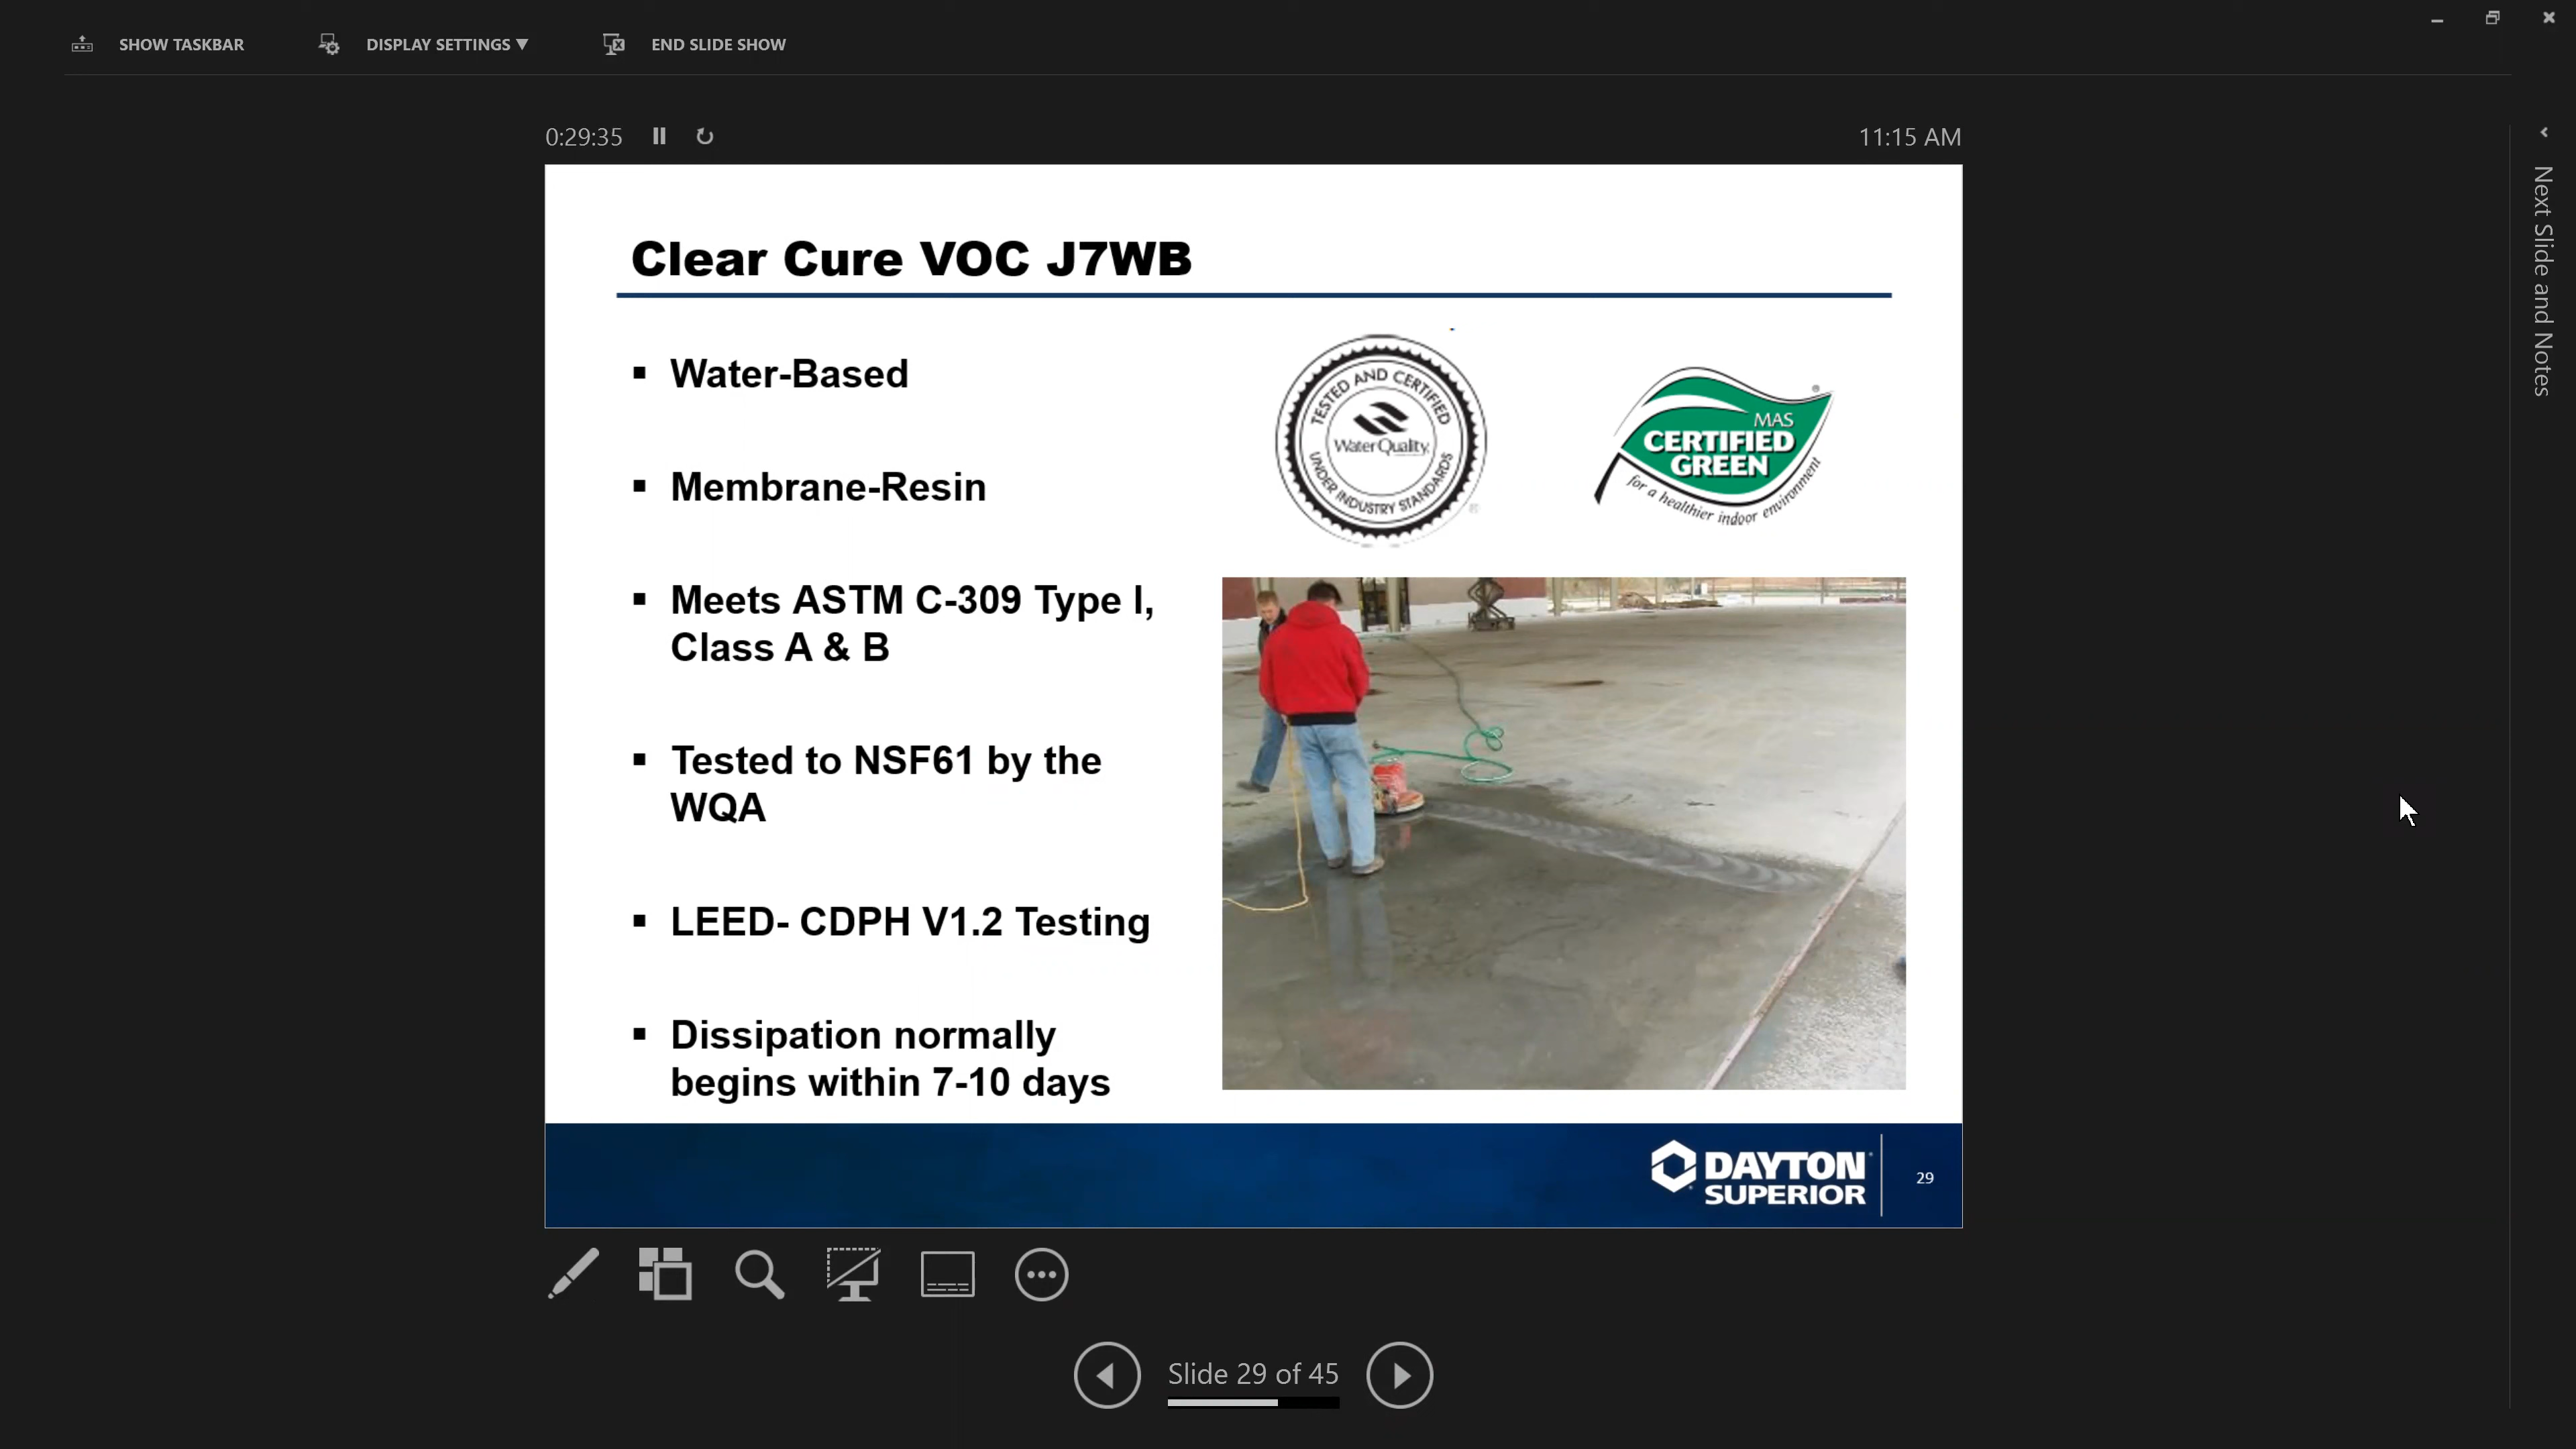 SHOW TASKBAR
DISPLAY SETTINGS ▼
END SLIDE SHOW
0:29:35
11:15 AM
Next Slide and Notes
Clear Cure VOC J7WB
▪ Water-Based
▪ Membrane-Resin
▪ Meets ASTM C-309 Type I,
Class A & B
▪ Tested to NSF61 by the
WQA
▪ LEED- CDPH V1.2 Testing
▪ Dissipation normally
begins within 7-10 days
TESTED AND CERTIFIED
Water Quality
UNDER INDUSTRY STANDARDS
MAS
CERTIFIED
GREEN
for a healthier indoor environment
DAYTON
SUPERIOR
29
Slide 29 of 45